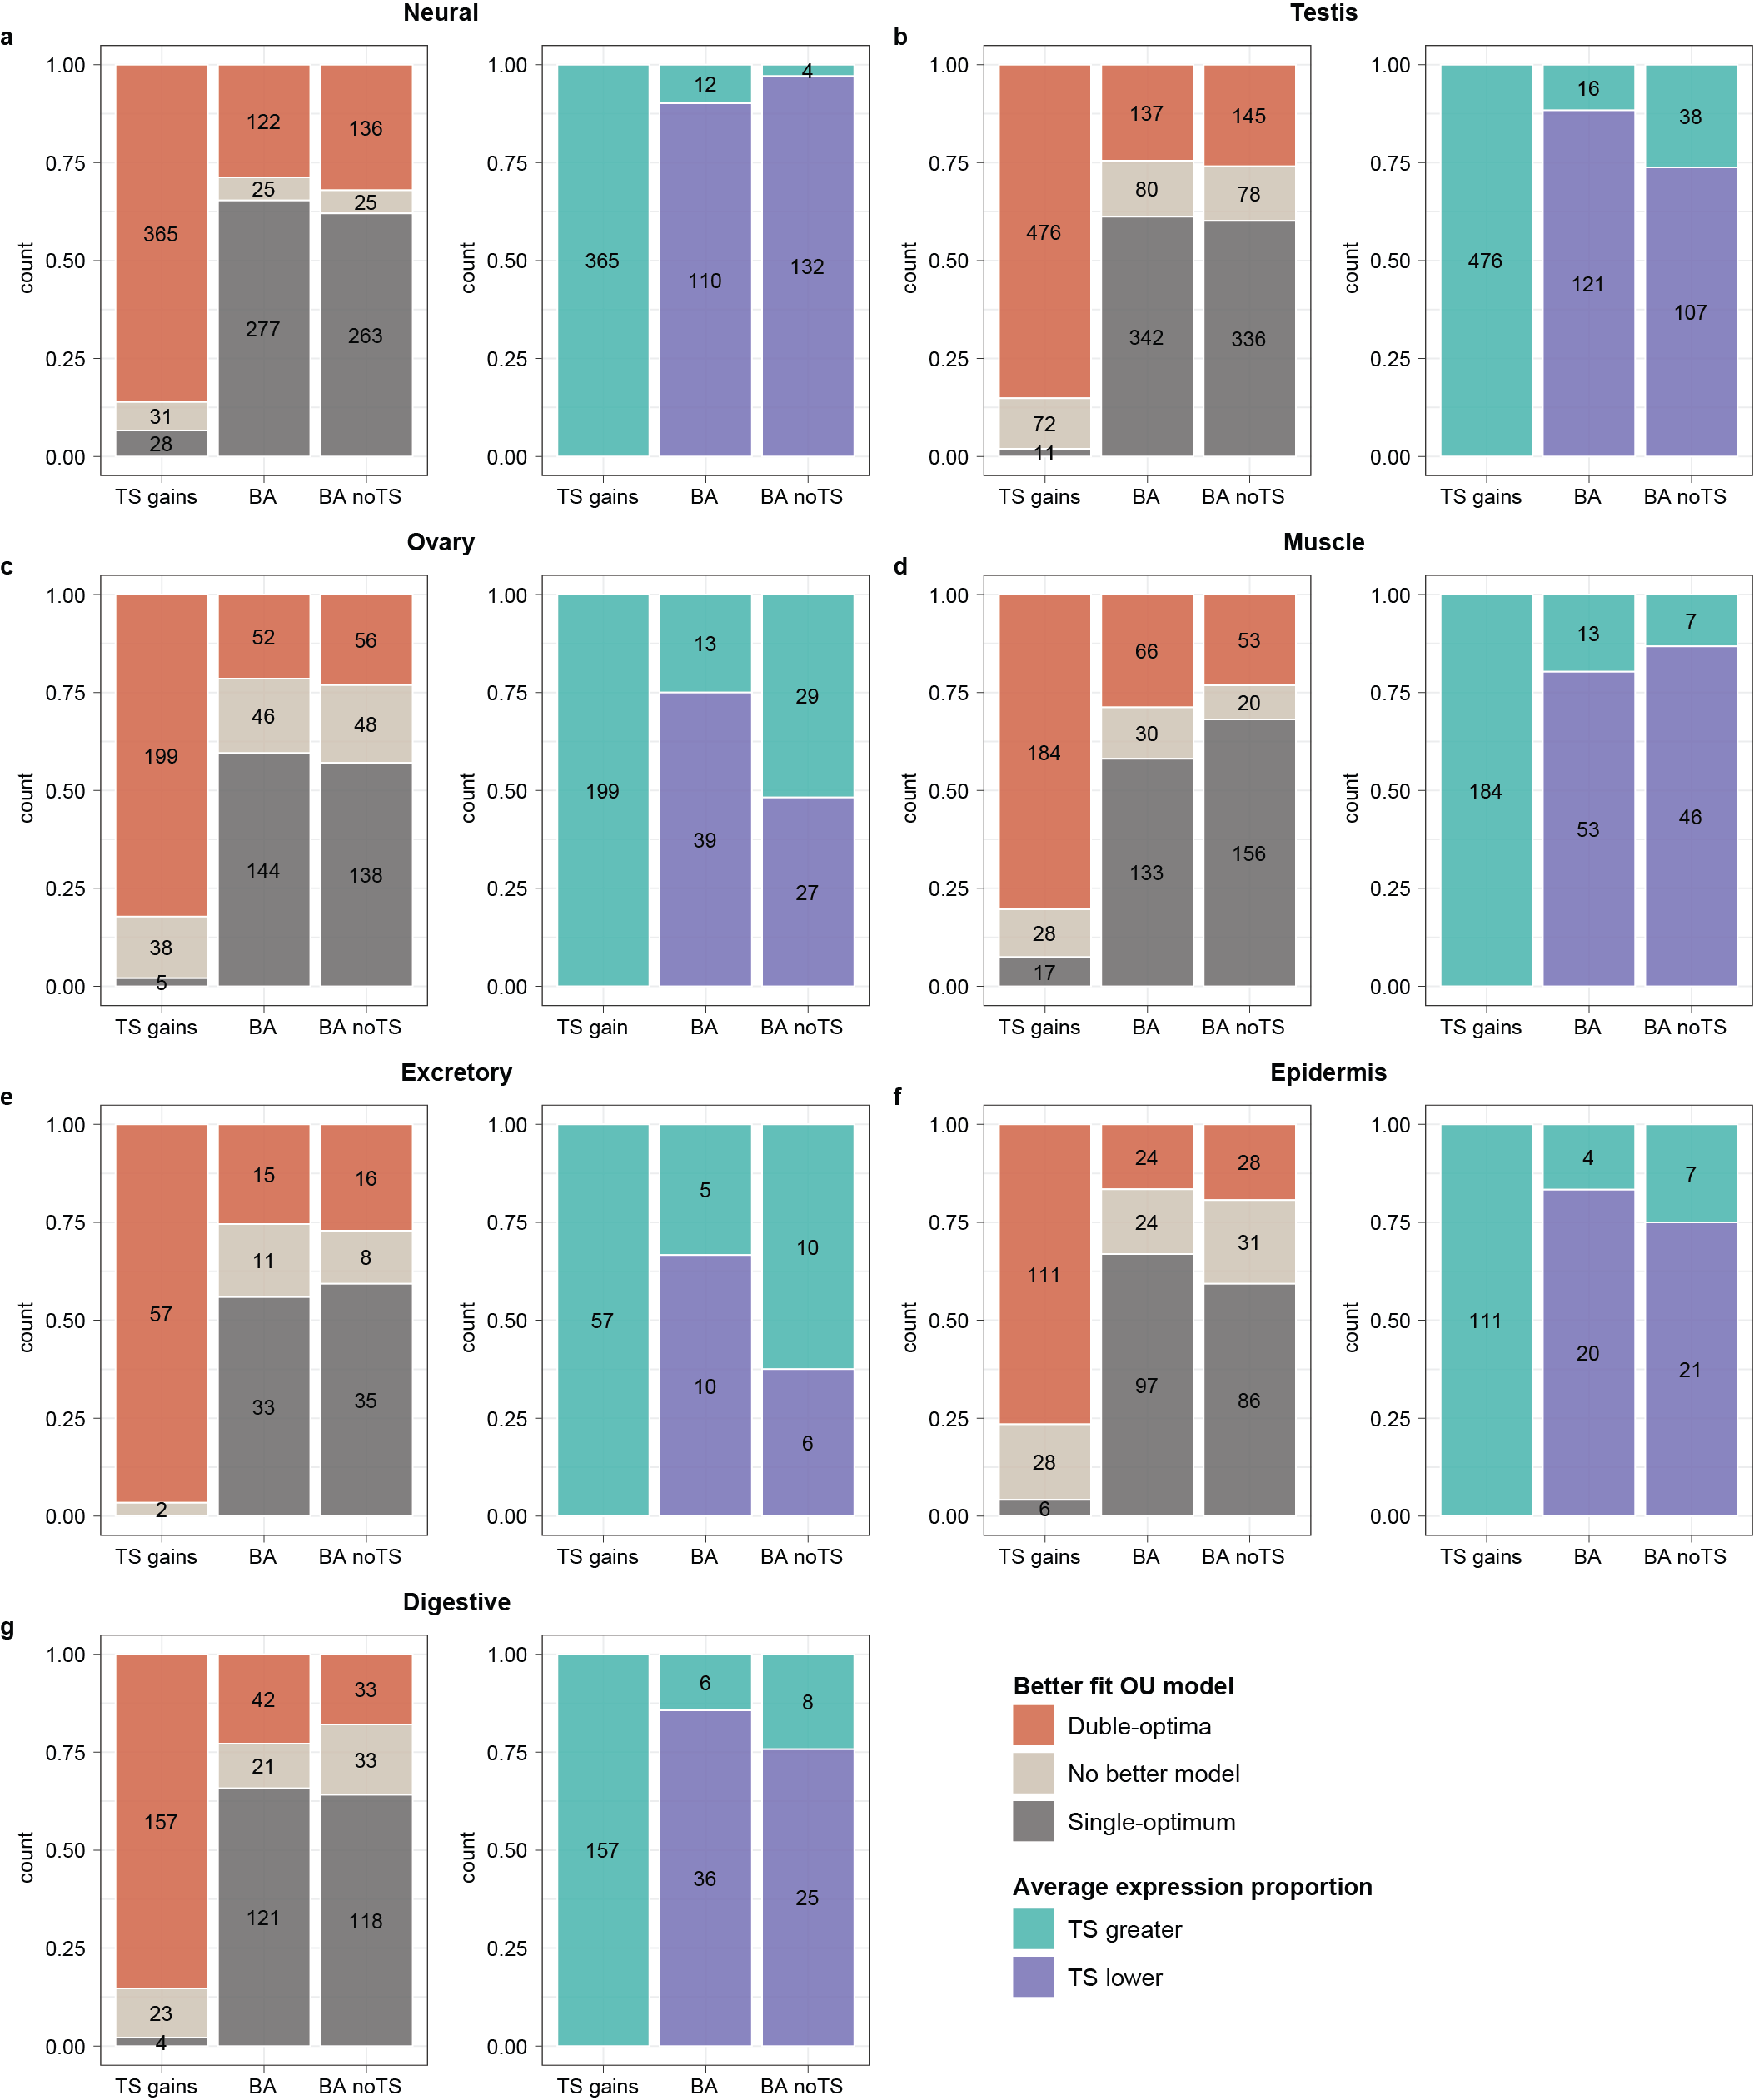 Neural
a
1.00
0.75
0.50
0.25
0.00
count
365
31
28
122
25
277
136
25
263
TS gains
BA
BA noTS
1.00
0.75
0.50
0.25
0.00
count
365
12
110
4
132
TS gains
BA
BA noTS
Testis
b
1.00
0.75
0.50
0.25
0.00
count
476
72
11
137
80
342
145
78
336
TS gains
BA
BA noTS
1.00
0.75
0.50
0.25
0.00
count
476
16
121
38
107
TS gains
BA
BA noTS
Ovary
c
1.00
0.75
0.50
0.25
0.00
count
199
38
5
52
46
144
56
48
138
TS gains
BA
BA noTS
1.00
0.75
0.50
0.25
0.00
count
199
13
39
29
27
TS gain
BA
BA noTS
Muscle
d
1.00
0.75
0.50
0.25
0.00
count
184
28
17
66
30
133
53
20
156
TS gains
BA
BA noTS
1.00
0.75
0.50
0.25
0.00
count
184
13
53
7
46
TS gains
BA
BA noTS
Excretory
e
1.00
0.75
0.50
0.25
0.00
count
57
2
15
11
33
16
8
35
TS gains
BA
BA noTS
1.00
0.75
0.50
0.25
0.00
count
57
5
10
10
6
TS gains
BA
BA noTS
Epidermis
f
1.00
0.75
0.50
0.25
0.00
count
111
28
6
24
24
97
28
31
86
TS gains
BA
BA noTS
1.00
0.75
0.50
0.25
0.00
count
111
4
20
7
21
TS gains
BA
BA noTS
Digestive
g
1.00
0.75
0.50
0.25
0.00
count
157
23
4
42
21
121
33
33
118
TS gains
BA
BA noTS
1.00
0.75
0.50
0.25
0.00
count
157
6
36
8
25
TS gains
BA
BA noTS
Better fit OU model
Duble-optima
No better model
Single-optimum
Average expression proportion
TS greater
TS lower